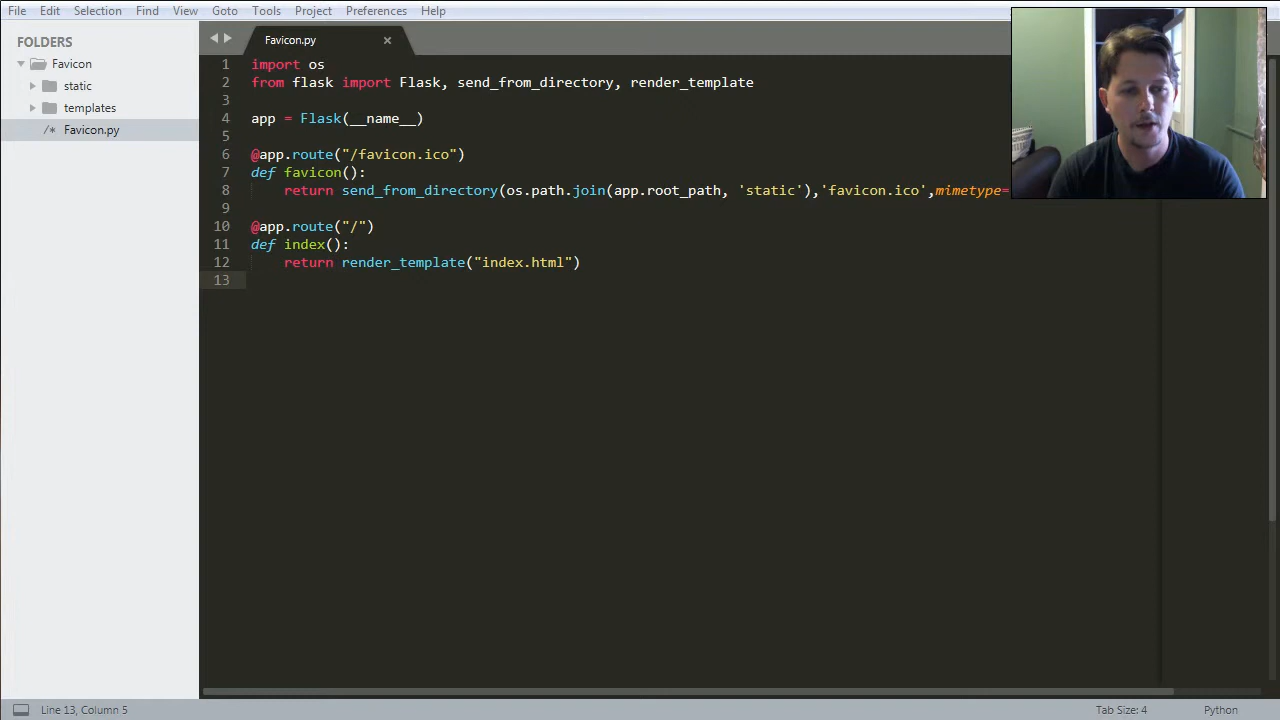 File Edit Selection Find View Goto Tools Project Preferences Help
FOLDERS
Favicon
static
templates
/* Favicon.py
Favicon.py ×
1 import os
2 from flask import Flask, send_from_directory, render_template
3
4 app = Flask(__name__)
5
6 @app.route("/favicon.ico")
7 def favicon():
8 return send_from_directory(os.path.join(app.root_path, 'static'),'favicon.ico',mimetype=
9
10 @app.route("/")
11 def index():
12 return render_template("index.html")
13
Line 13, Column 5
Tab Size: 4
Python